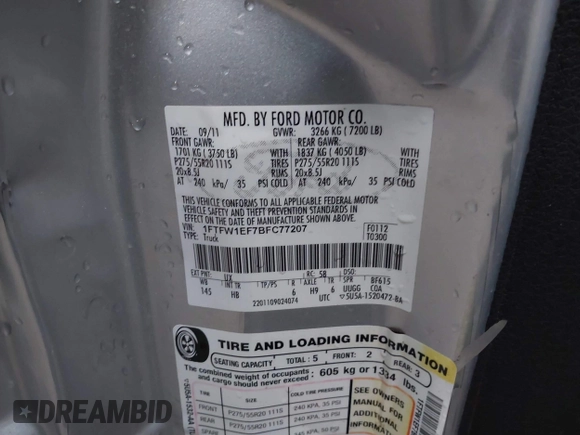 MFD. BY FORD MOTOR CO.
DATE: 09/11 GVWR: 3266 KG ( 7200 LB)
FRONT GAWR: REAR GAWR:
1701 KG ( 3750 LB) WITH 1837 KG ( 4050 LB) WITH
P275/55R20 111S TIRES P275/55R20 111S TIRES
20x8.5J RIMS 20x8.5J RIMS
AT 240 kPa/ 35 PSI COLD AT 240 kPa/ 35 PSI COLD
THIS VEHICLE CONFORMS TO ALL APPLICABLE FEDERAL MOTOR
VEHICLE SAFETY AND THEFT PREVENTION STANDARDS IN EFFECT ON THE DATE OF
MANUFACTURE SHOWN ABOVE.
VIN: 1FTFW1EF7BFC77207 F0112
TYPE: Truck T0300
EXT PNT: UX RC: 58 DSO:
WB INT TR TP/PS R AXLE TR SPR BF615
145 HB 6 H9 6 UUGG COA
2201109024074 UTC 5U5A-1520472-BA
TIRE AND LOADING INFORMATION
SEATING CAPACITY TOTAL: 5 FRONT: 2 REAR: 3
The combined weight of occupants
and cargo should never exceed: 605 kg or 1334 lbs.
TIRE COLD TIRE PRESSURE SEE OWNERS
FRONT P275/55R20 111S 240 KPA, 35 PSI MANUAL FOR
REAR P275/55R20 111S 240 KPA, 35 PSI ADDITIONAL
SPARE INFORMATION
DREAMBID